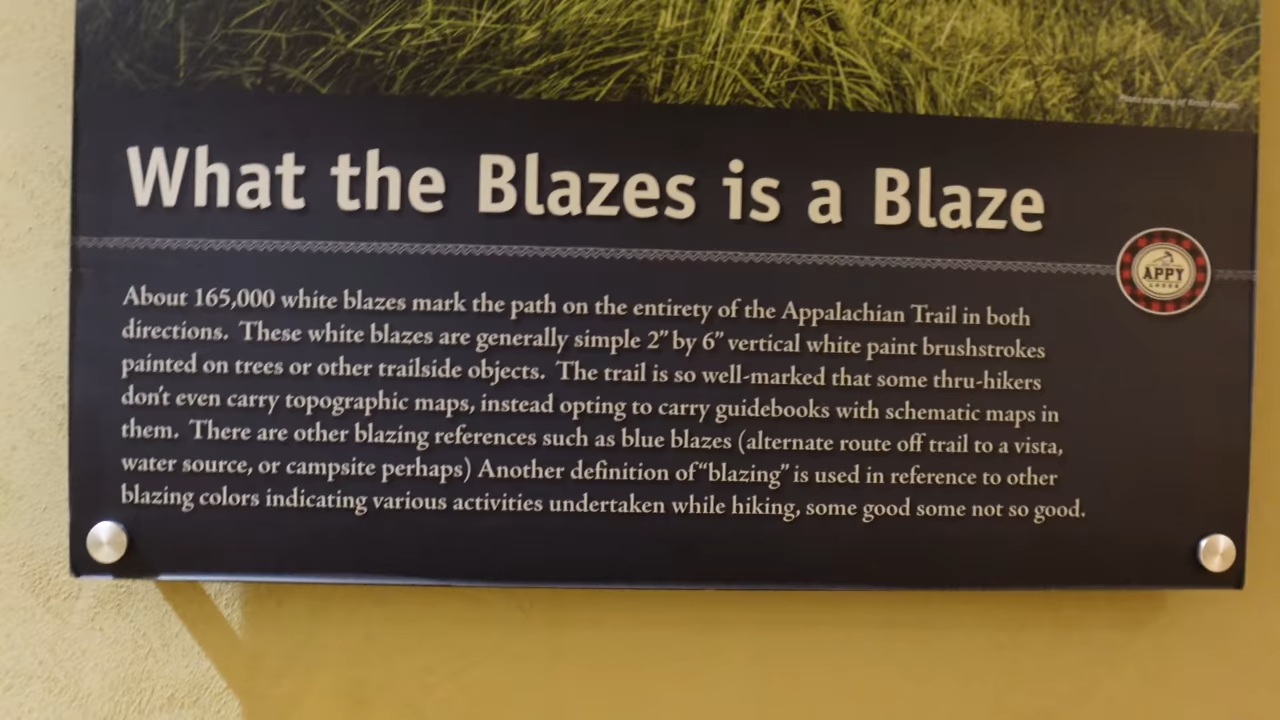 Photo courtesy of
What the Blazes is a Blaze
APPY
LODGE
About 165,000 white blazes mark the path on the entirety of the Appalachian Trail in both
directions. These white blazes are generally simple 2” by 6” vertical white paint brushstrokes
painted on trees or other trailside objects. The trail is so well-marked that some thru-hikers
don't even carry topographic maps, instead opting to carry guidebooks with schematic maps in
them. There are other blazing references such as blue blazes (alternate route off trail to a vista,
water source, or campsite perhaps) Another definition of “blazing” is used in reference to other
blazing colors indicating various activities undertaken while hiking, some good some not so good.